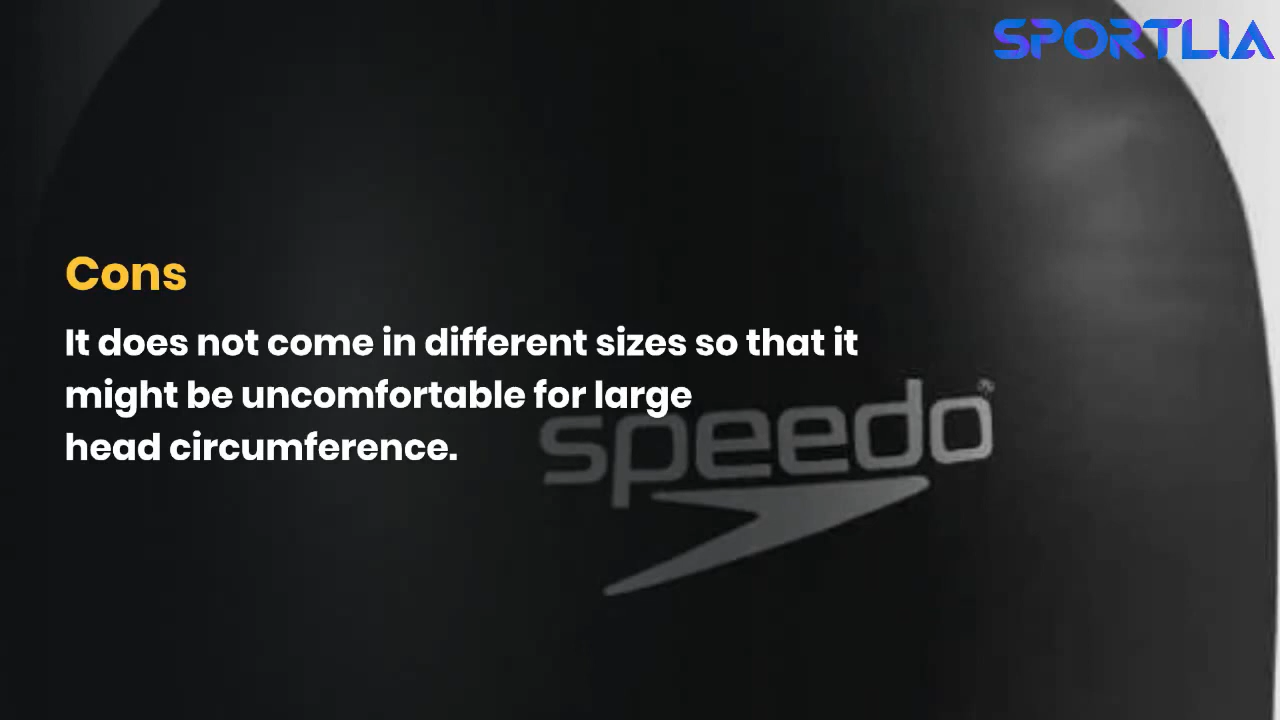 SPORTLIA
Cons
It does not come in different sizes so that it
might be uncomfortable for large
head circumference.
speedo